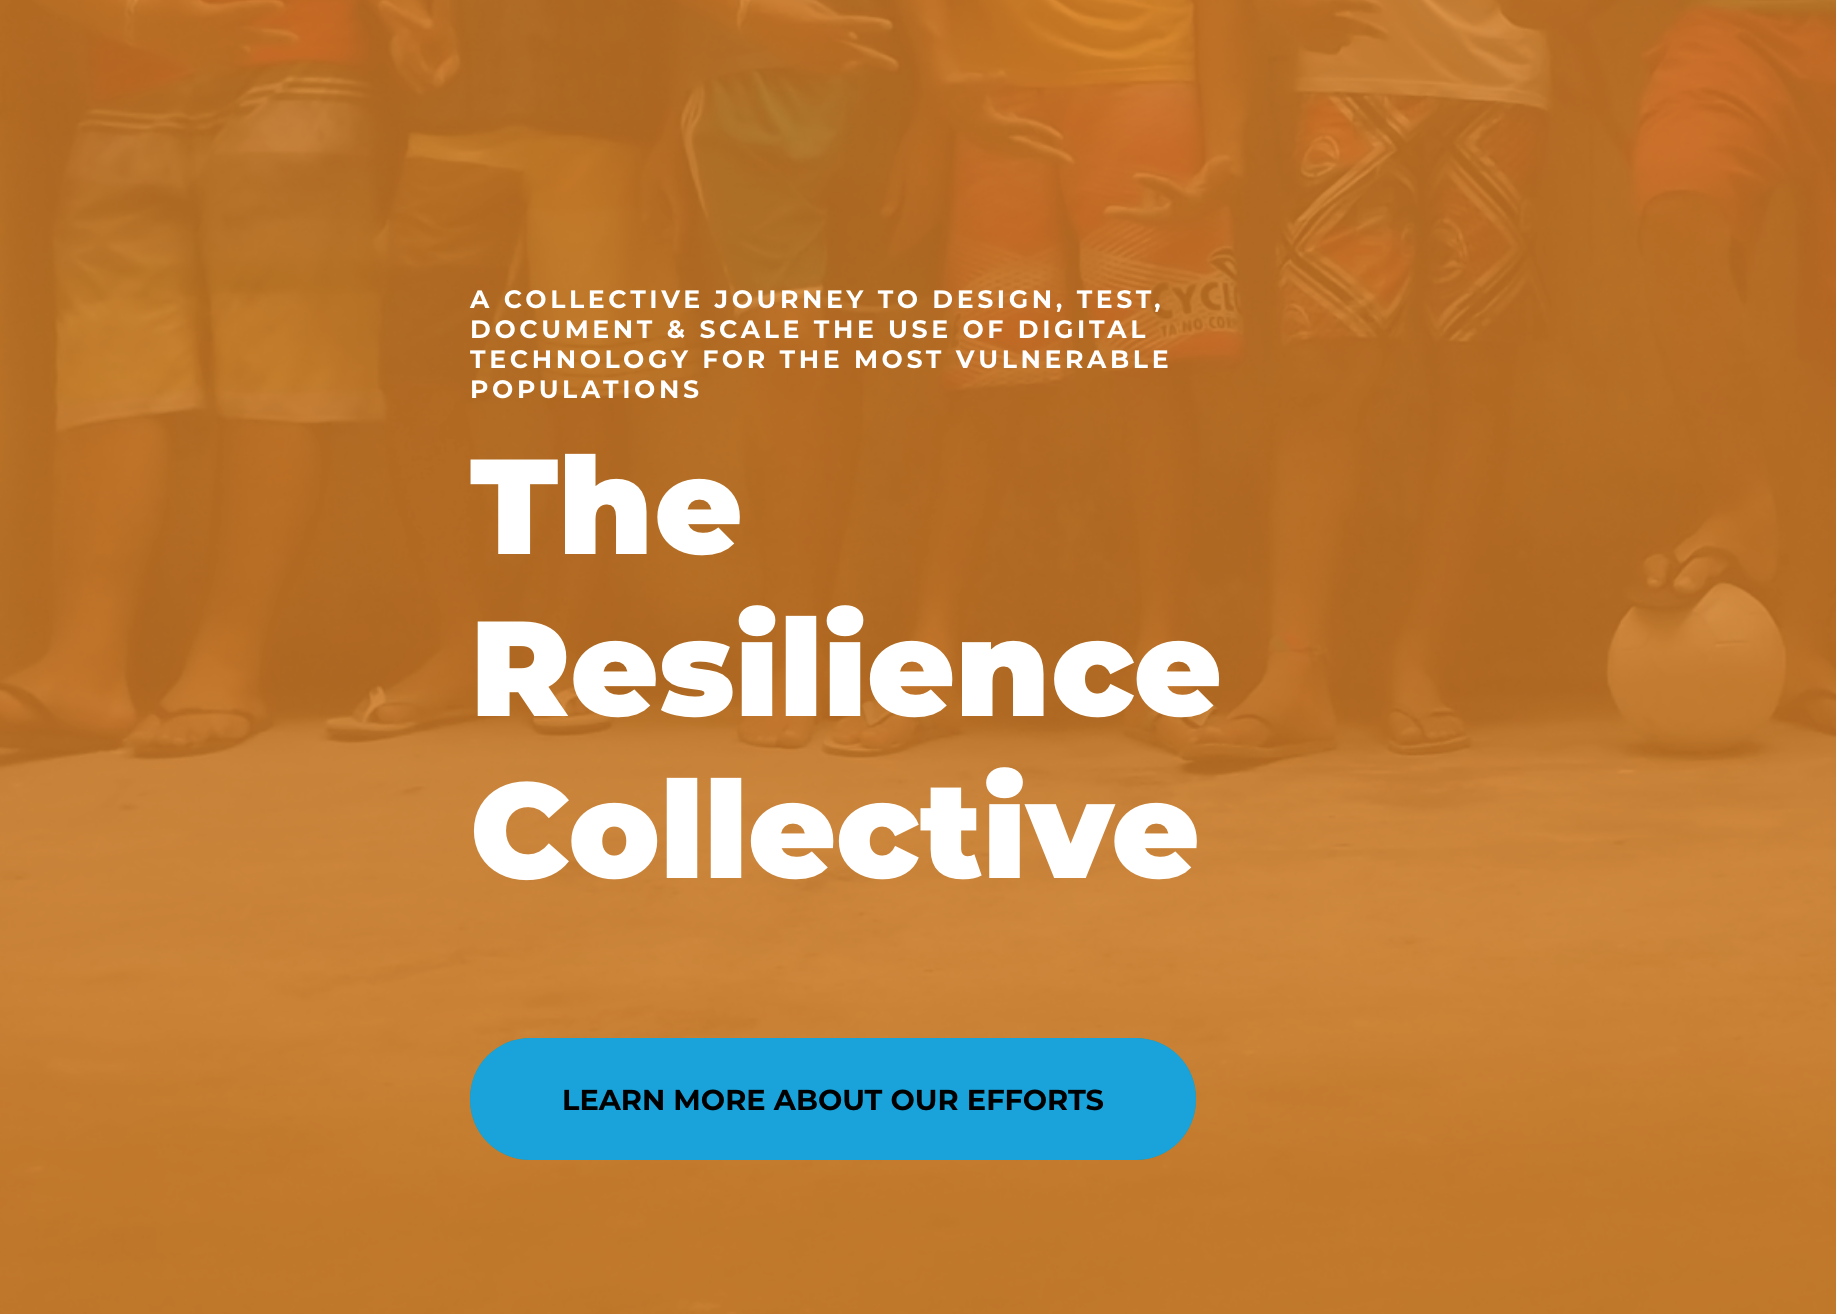 A COLLECTIVE JOURNEY TO DESIGN, TEST,
DOCUMENT & SCALE THE USE OF DIGITAL
TECHNOLOGY FOR THE MOST VULNERABLE
POPULATIONS
The
Resilience
Collective
LEARN MORE ABOUT OUR EFFORTS